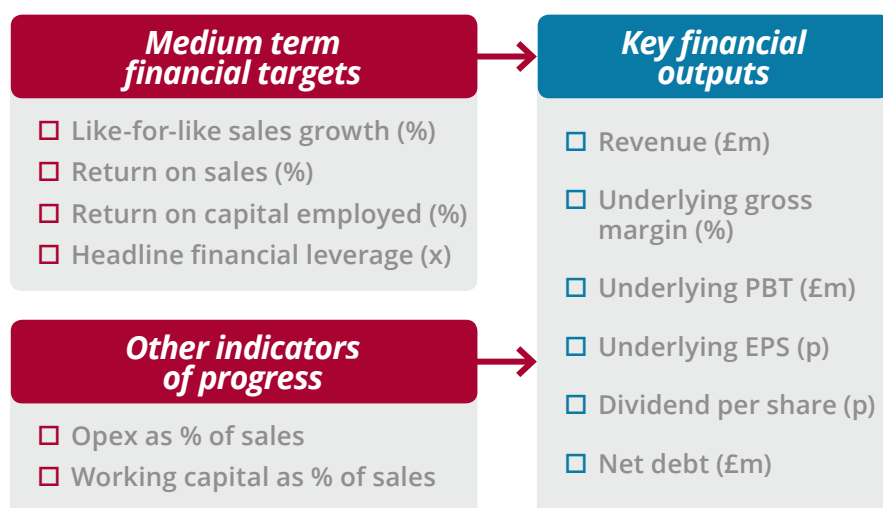 Medium term
financial targets
□ Like-for-like sales growth (%)
□ Return on sales (%)
□ Return on capital employed (%)
□ Headline financial leverage (x)
Other indicators
of progress
□ Opex as % of sales
□ Working capital as % of sales
Key financial
outputs
□ Revenue (£m)
□ Underlying gross
margin (%)
□ Underlying PBT (£m)
□ Underlying EPS (p)
□ Dividend per share (p)
□ Net debt (£m)